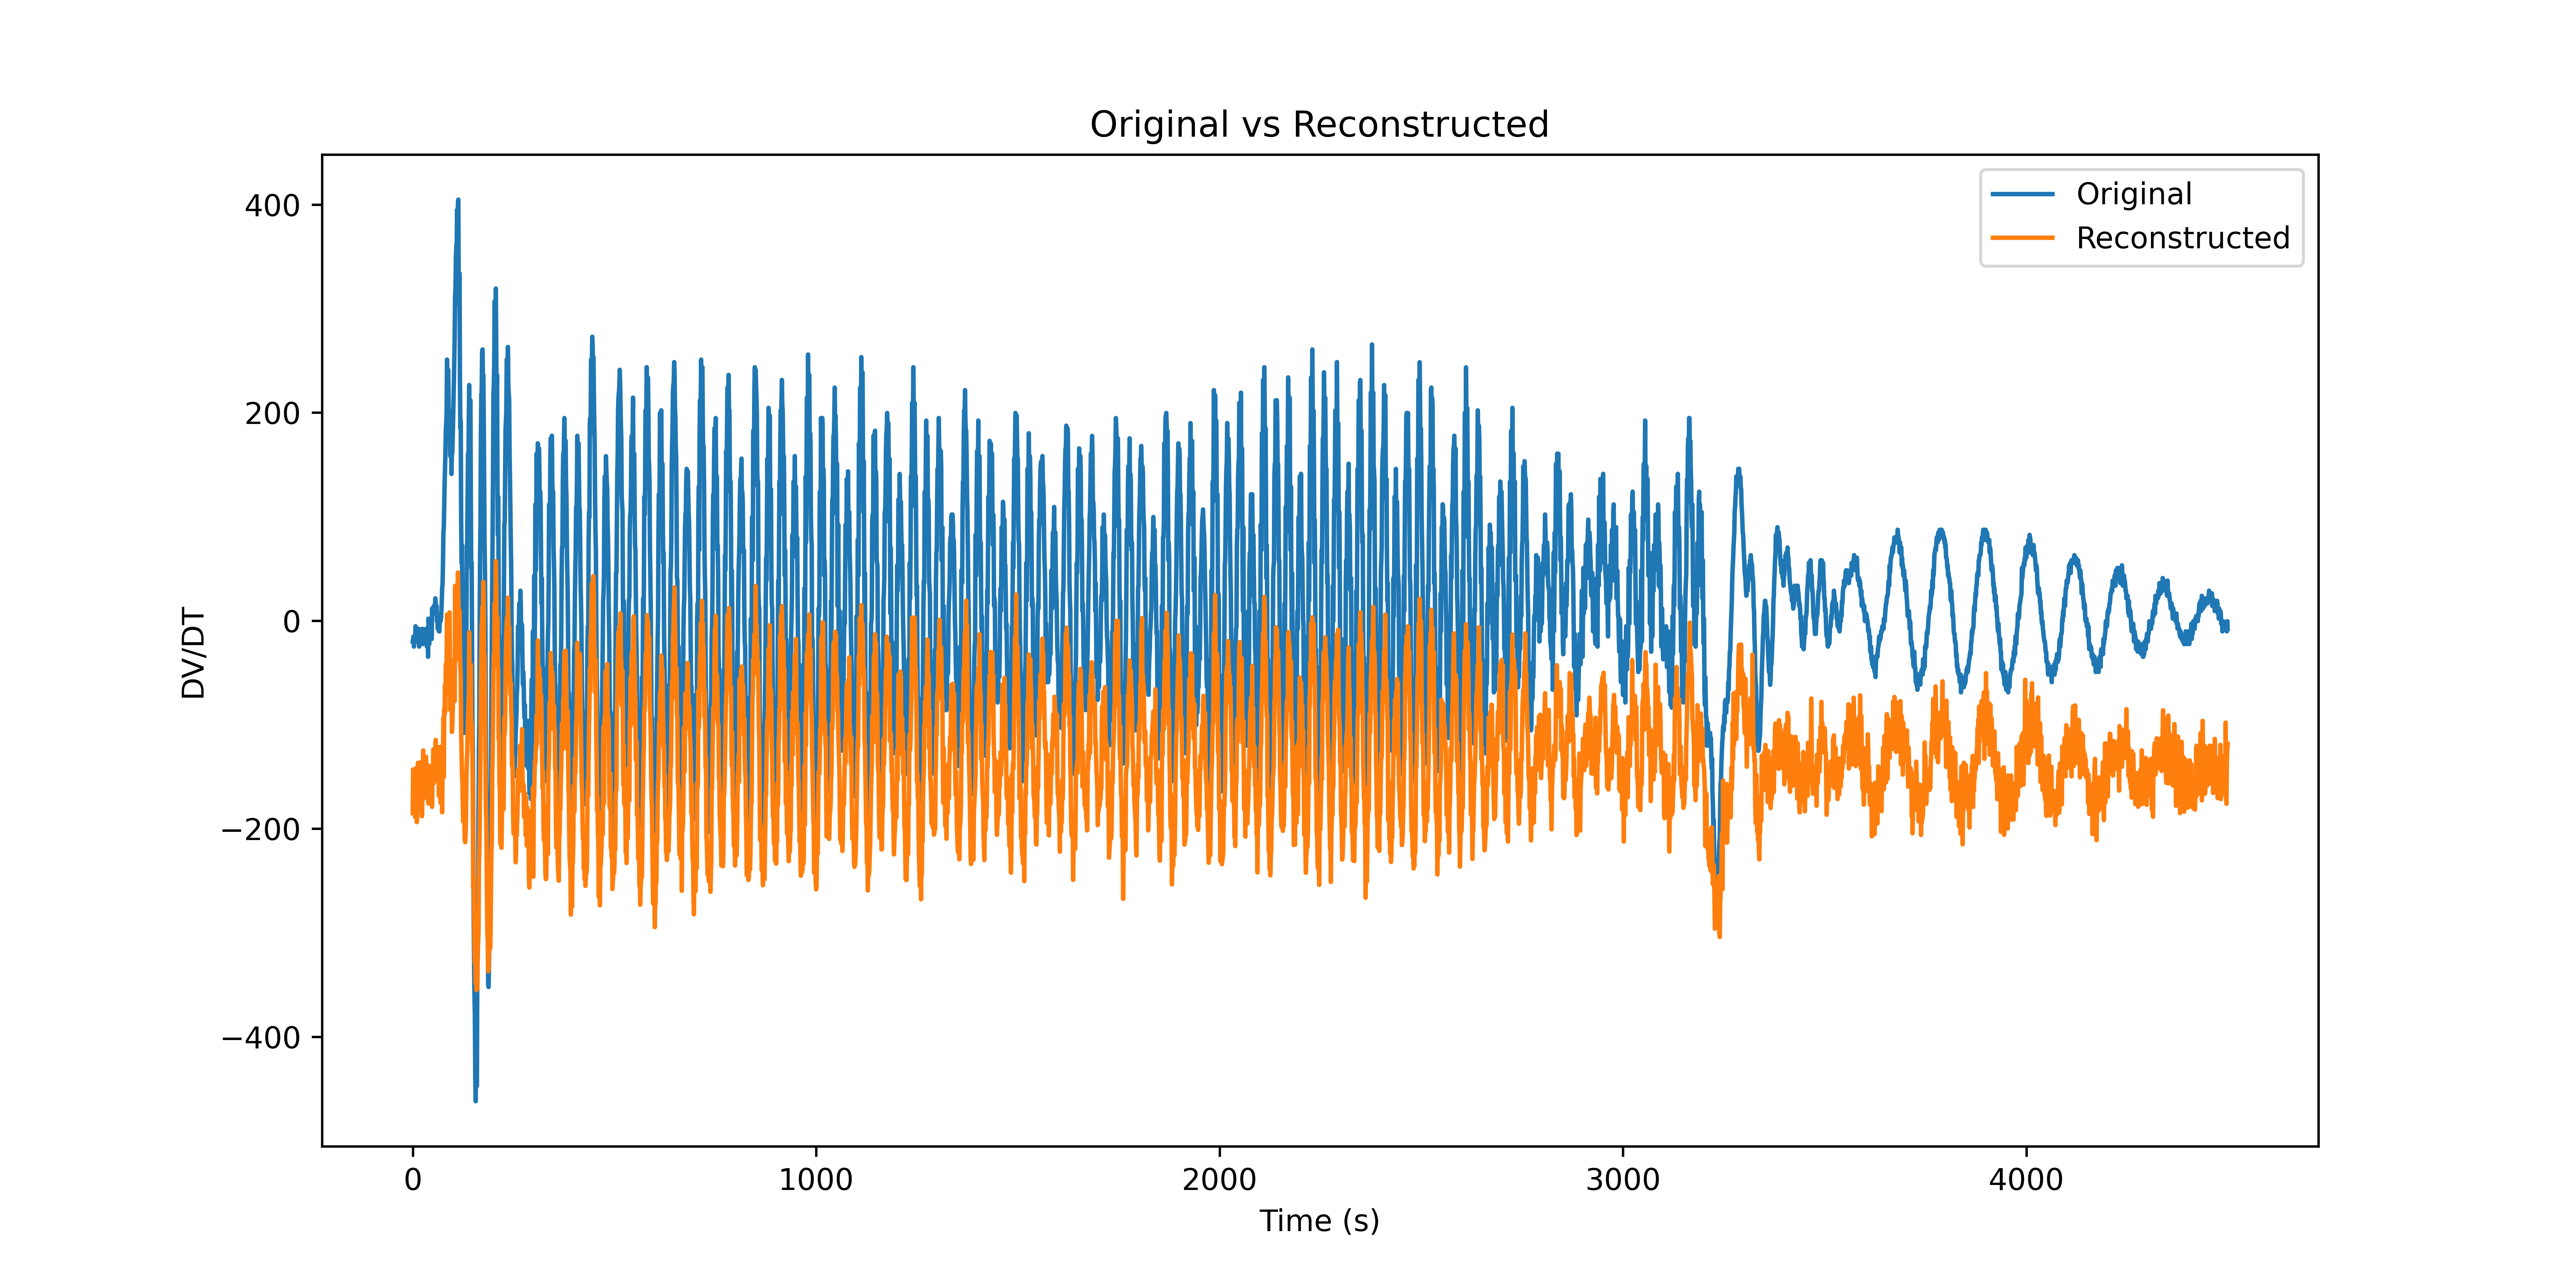 Original vs Reconstructed
Original
Reconstructed
400
200
0
−200
−400
DV/DT
0
1000
2000
3000
4000
Time (s)